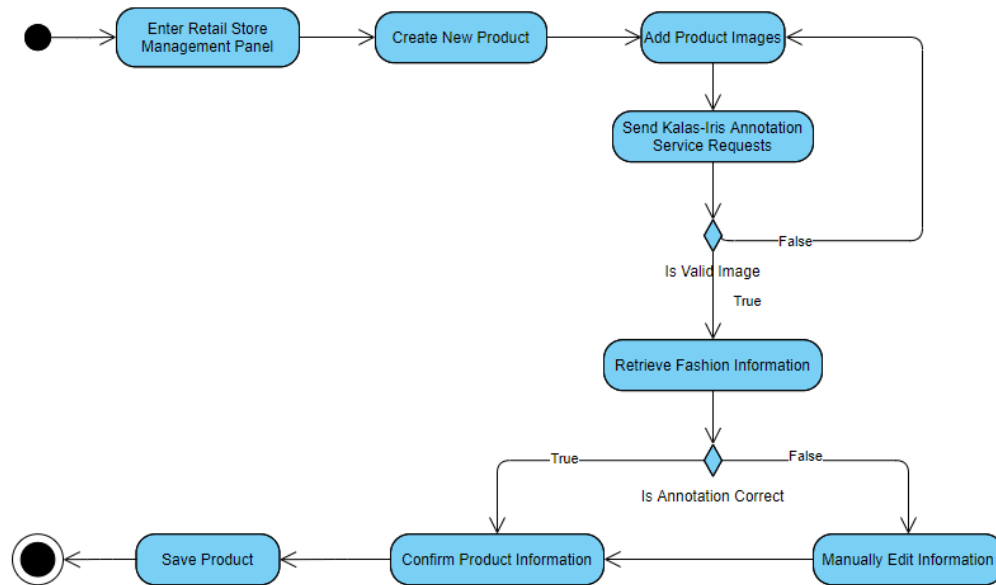 Enter Retail Store
Management Panel
Create New Product
Add Product Images
Send Kalas-Iris Annotation
Service Requests
False
Is Valid Image
True
Retrieve Fashion Information
True
False
Is Annotation Correct
Save Product
Confirm Product Information
Manually Edit Information